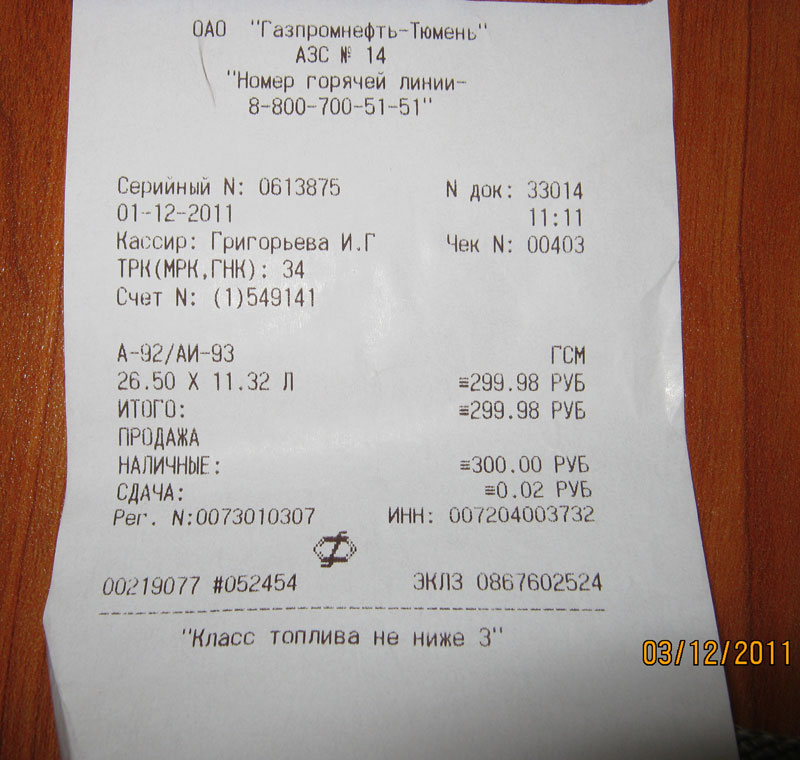 ОАО "Газпромнефть-Тюмень"
АЗС № 14
"Номер горячей линии-
8-800-700-51-51"
Серийный N: 0613875 N док: 33014
01-12-2011 11:11
Кассир: Григорьева И.Г Чек N: 00403
ТРК(МРК,ГНК): 34
Счет N: (1)549141
А-92/АИ-93 ГСМ
26.50 X 11.32 Л ≡299.98 РУБ
ИТОГО: ≡299.98 РУБ
ПРОДАЖА
НАЛИЧНЫЕ: ≡300.00 РУБ
СДАЧА: ≡0.02 РУБ
Рег. N:0073010307 ИНН: 007204003732
00219077 #052454 ЭКЛЗ 0867602524
"Класс топлива не ниже 3"
03/12/2011